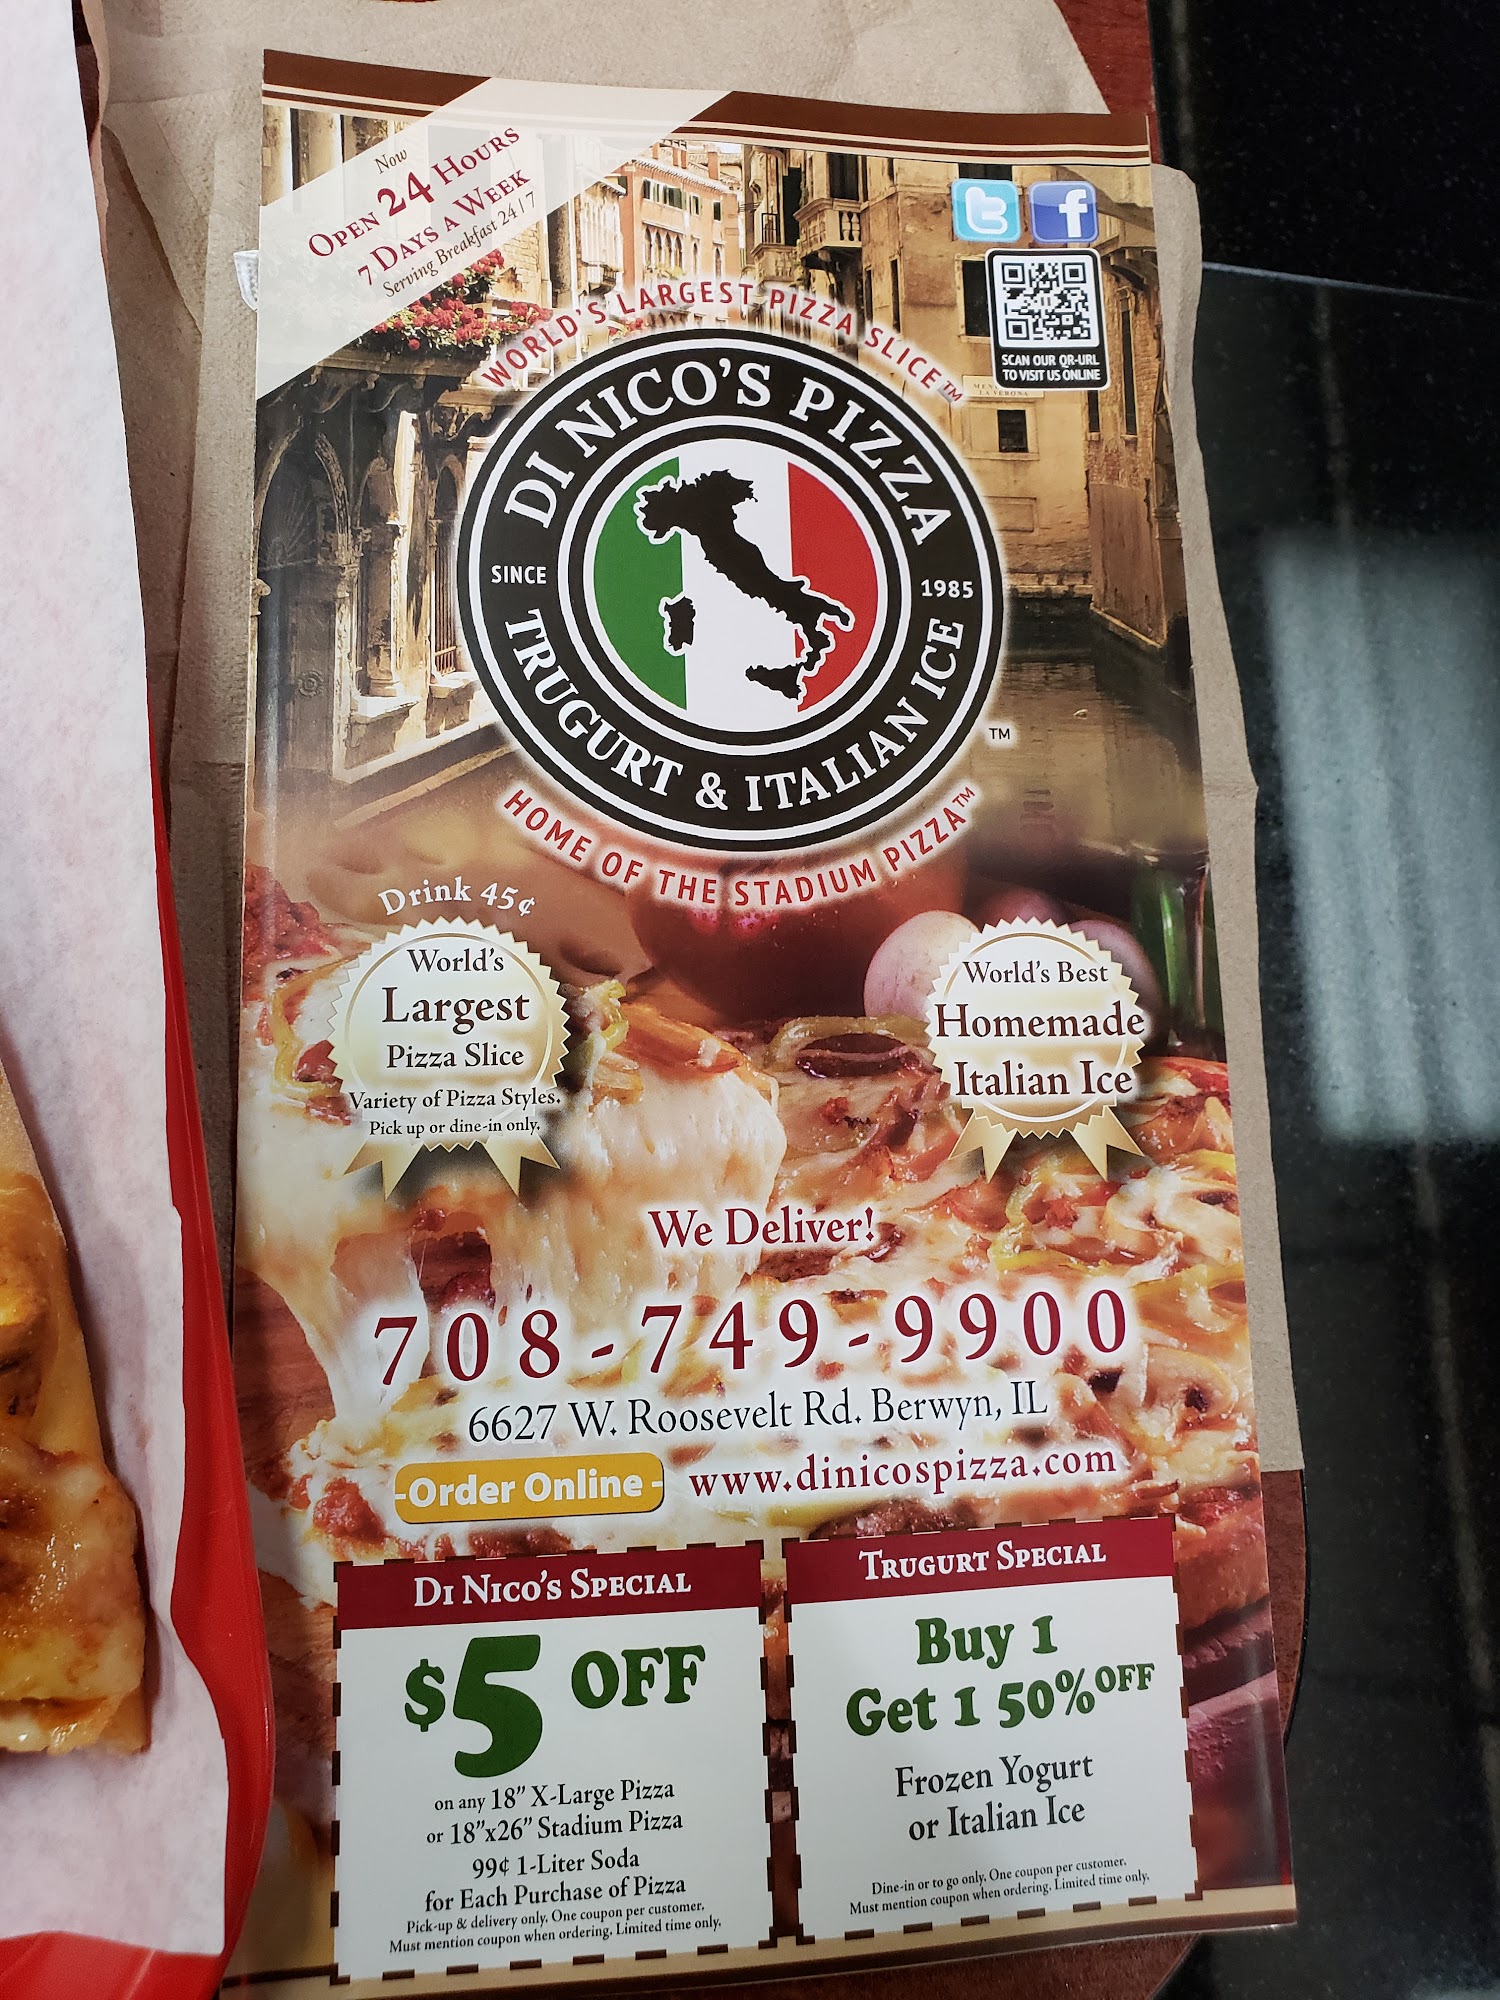 Now
OPEN 24 HOURS
7 DAYS A WEEK
Serving Breakfast 24|7
SCAN OUR QR-URL
TO VISIT US ONLINE
WORLD'S LARGEST PIZZA SLICE™
DI NICO'S PIZZA
SINCE 1985
TRUGURT & ITALIAN ICE
TM
HOME OF THE STADIUM PIZZA™
Drink 45¢
World's
Largest
Pizza Slice
Variety of Pizza Styles.
Pick up or dine-in only.
World's Best
Homemade
Italian Ice
We Deliver!
708-749-9900
6627 W. Roosevelt Rd. Berwyn, IL
-Order Online- www.dinicospizza.com
DI NICO'S SPECIAL
$5 OFF
on any 18" X-Large Pizza
or 18"x26" Stadium Pizza
99¢ 1-Liter Soda
for Each Purchase of Pizza
Pick-up & delivery only. One coupon per customer.
Must mention coupon when ordering. Limited time only.
TRUGURT SPECIAL
Buy 1
Get 1 50% OFF
Frozen Yogurt
or Italian Ice
Dine-in or to go only. One coupon per customer.
Must mention coupon when ordering. Limited time only.